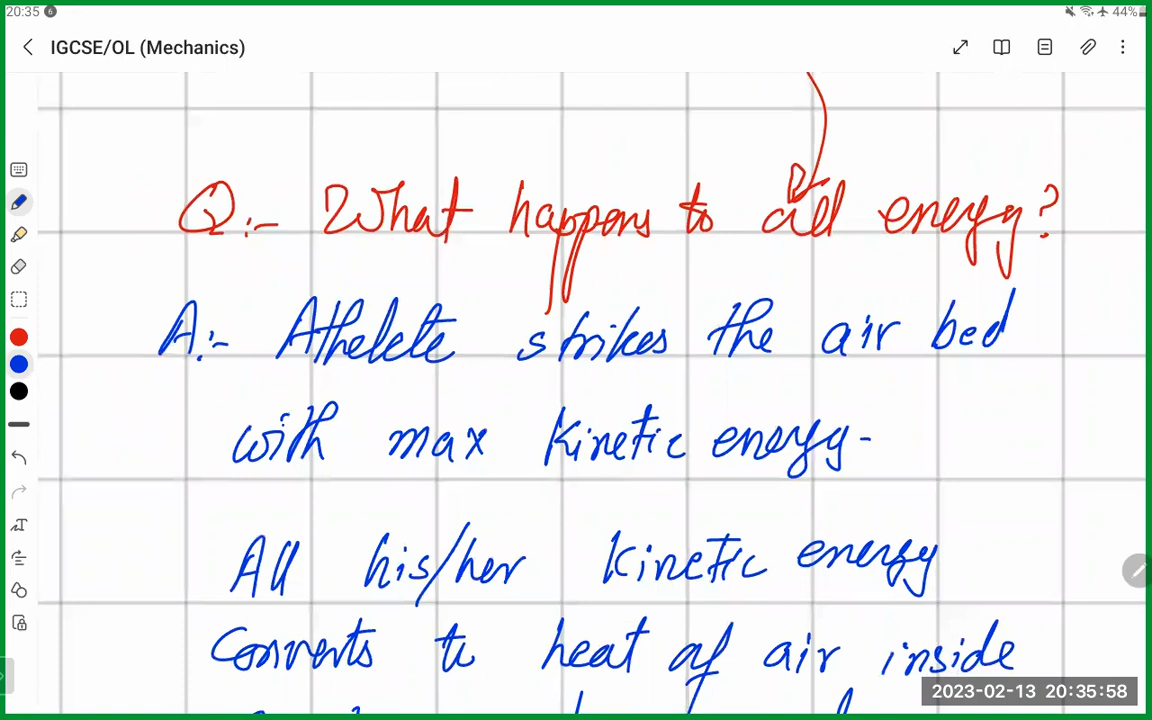 20:35 6
44%
IGCSE/OL (Mechanics)
Q:- What happens to all energy?
A:- Athelete strikes the air bed
with max kinetic energy-
All his/her kinetic energy
converts to heat of air inside
2023-02-13 20:35:58